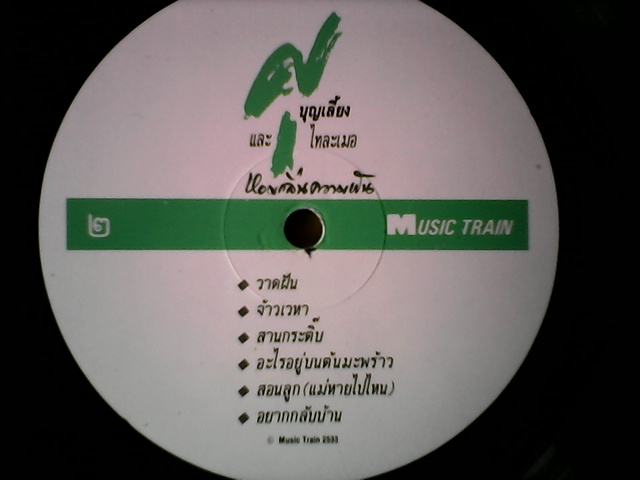 สุ
บุญเลี้ยง
และ ไทละเมอ
หอมกลิ่นความฝัน
๒ MUSIC TRAIN
วาดฝัน
จ้าวเวหา
สานกระติ๊บ
อะไรอยู่บนต้นมะพร้าว
สอนลูก (แม่หายไปไหน)
อยากกลับบ้าน
© Music Train 2533